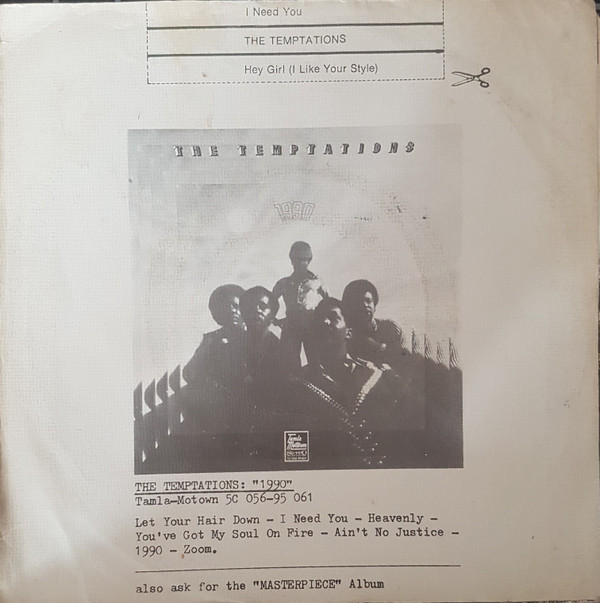 I Need You
THE TEMPTATIONS
Hey Girl (I Like Your Style)
THE TEMPTATIONS
1990
Tamla
Motown
THE TEMPTATIONS: "1990"
Tamla-Motown 5C 056-95 061
Let Your Hair Down - I Need You - Heavenly -
You've Got My Soul On Fire - Ain't No Justice -
1990 - Zoom.
also ask for the "MASTERPIECE" Album